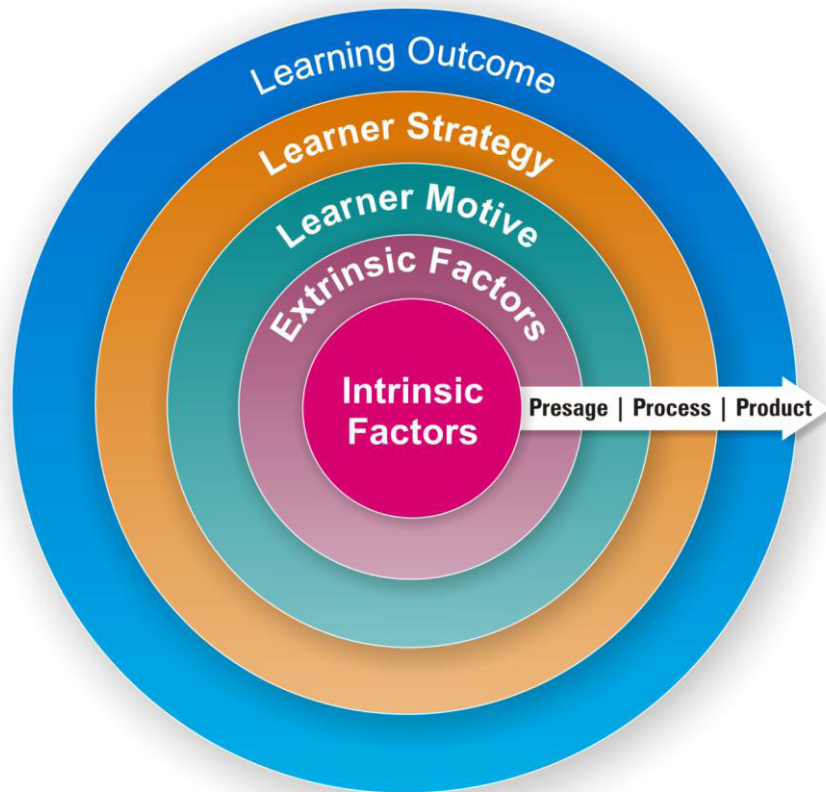 Learning Outcome
Learner Strategy
Learner Motive
Extrinsic Factors
Intrinsic
Factors
Presage | Process | Product